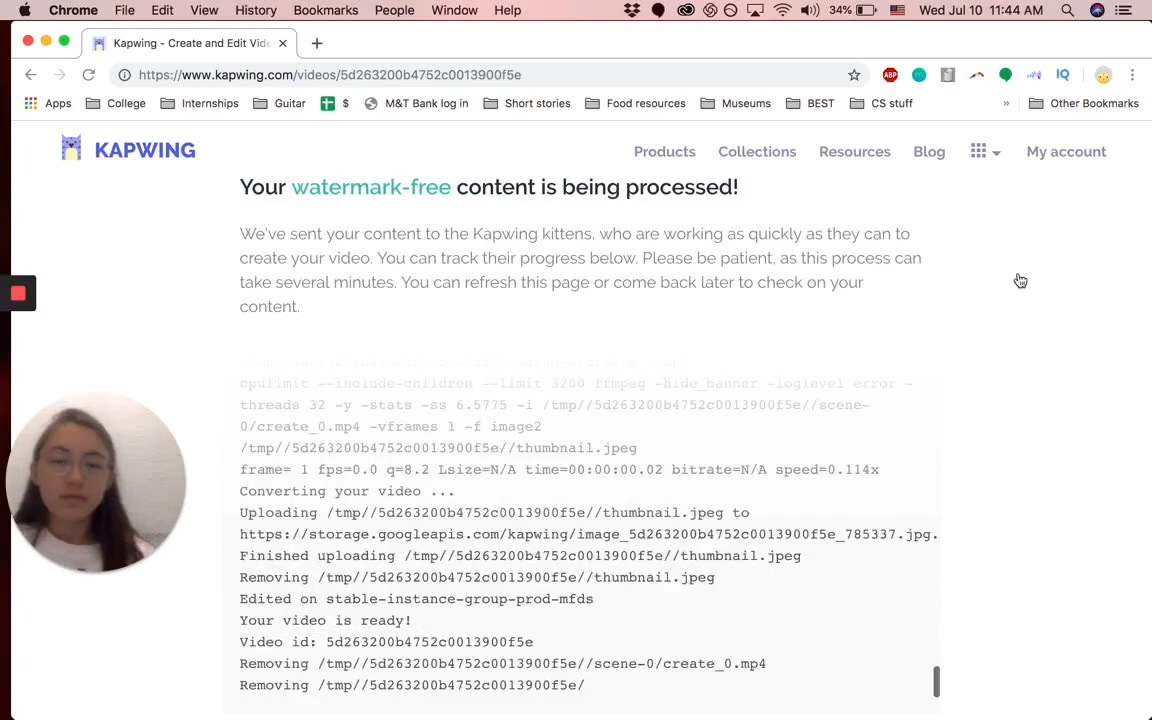 Chrome File Edit View History Bookmarks People Window Help 34% Wed Jul 10 11:44 AM
Kapwing - Create and Edit Vide
https://www.kapwing.com/videos/5d263200b4752c0013900f5e ABP IQ
Apps College Internships Guitar $ M&T Bank log in Short stories Food resources Museums BEST CS stuff » Other Bookmarks
KAPWING Products Collections Resources Blog My account
Your watermark-free content is being processed!
We've sent your content to the Kapwing kittens, who are working as quickly as they can to
create your video. You can track their progress below. Please be patient, as this process can
take several minutes. You can refresh this page or come back later to check on your
content.
cpulimit --include-children --limit 3200 ffmpeg -hide_banner -loglevel error -
threads 32 -y -stats -ss 6.5775 -i /tmp//5d263200b4752c0013900f5e//scene-
0/create_0.mp4 -vframes 1 -f image2
/tmp//5d263200b4752c0013900f5e//thumbnail.jpeg
frame= 1 fps=0.0 q=8.2 Lsize=N/A time=00:00:00.02 bitrate=N/A speed=0.114x
Converting your video ...
Uploading /tmp//5d263200b4752c0013900f5e//thumbnail.jpeg to
https://storage.googleapis.com/kapwing/image_5d263200b4752c0013900f5e_785337.jpg.
Finished uploading /tmp//5d263200b4752c0013900f5e//thumbnail.jpeg
Removing /tmp//5d263200b4752c0013900f5e//thumbnail.jpeg
Edited on stable-instance-group-prod-mfds
Your video is ready!
Video id: 5d263200b4752c0013900f5e
Removing /tmp//5d263200b4752c0013900f5e//scene-0/create_0.mp4
Removing /tmp//5d263200b4752c0013900f5e/